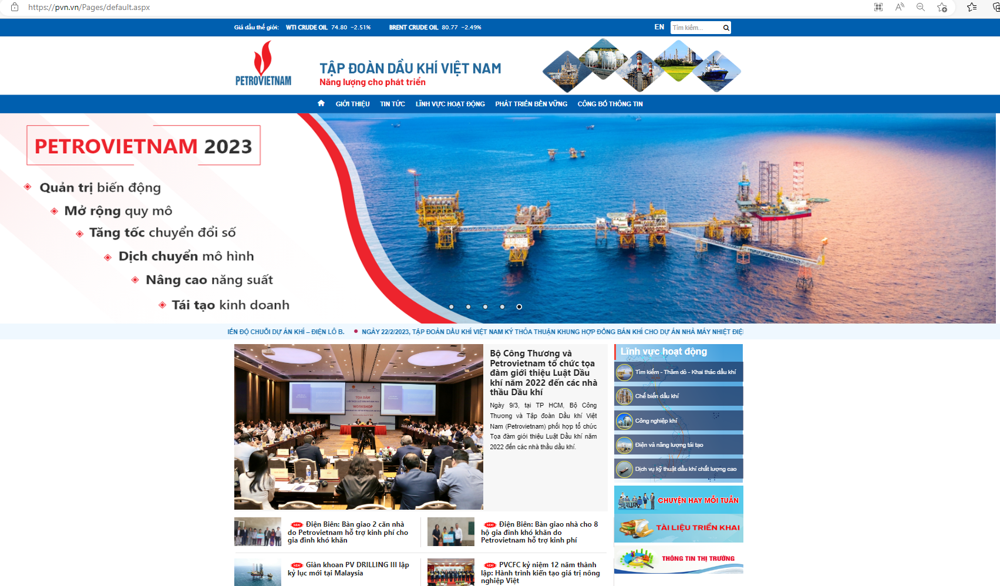 https://pvn.vn/Pages/default.aspx
Giá dầu thế giới: WTI CRUDE OIL 74.80 -2.51% BRENT CRUDE OIL 80.77 -2.49%
EN Tìm kiếm...
PETROVIETNAM
TẬP ĐOÀN DẦU KHÍ VIỆT NAM
Năng lượng cho phát triển
GIỚI THIỆU TIN TỨC LĨNH VỰC HOẠT ĐỘNG PHÁT TRIỂN BỀN VỮNG CÔNG BỐ THÔNG TIN
PETROVIETNAM 2023
Quản trị biến động
Mở rộng quy mô
Tăng tốc chuyển đổi số
Dịch chuyển mô hình
Nâng cao năng suất
Tái tạo kinh doanh
ĐỘ CHUỖI DỰ ÁN KHÍ – ĐIỆN LÔ B. • NGÀY 22/2/2023, TẬP ĐOÀN DẦU KHÍ VIỆT NAM KÝ THỎA THUẬN KHUNG HỢP ĐỒNG BÁN KHÍ CHO DỰ ÁN NHÀ MÁY NHIỆT
TỌA ĐÀM
WORKSHOP
Bộ Công Thương và
Petrovietnam tổ chức tọa
đàm giới thiệu Luật Dầu
khí năm 2022 đến các nhà
thầu Dầu khí
Ngày 9/3, tại TP HCM, Bộ Công
Thương và Tập đoàn Dầu khí Việt
Nam (Petrovietnam) phối hợp tổ chức
Tọa đàm giới thiệu Luật Dầu khí năm
2022 đến các nhà thầu dầu khí.
Lĩnh vực hoạt động
Tìm kiếm - Thăm dò - Khai thác dầu khí
Chế biến dầu khí
Công nghiệp khí
Điện và năng lượng tái tạo
Dịch vụ kỹ thuật dầu khí chất lượng cao
CHUYỆN HAY MỖI TUẦN
TÀI LIỆU TRIỂN KHAI
THÔNG TIN THỊ TRƯỜNG
NEW Điện Biên: Bàn giao 2 căn nhà
do Petrovietnam hỗ trợ kinh phí cho
gia đình khó khăn
NEW Điện Biên: Bàn giao nhà cho 8
hộ gia đình khó khăn do
Petrovietnam hỗ trợ kinh phí
NEW Giàn khoan PV DRILLING III lập
kỷ lục mới tại Malaysia
NEW PVCFC kỷ niệm 12 năm thành
lập: Hành trình kiến tạo giá trị nông
nghiệp Việt